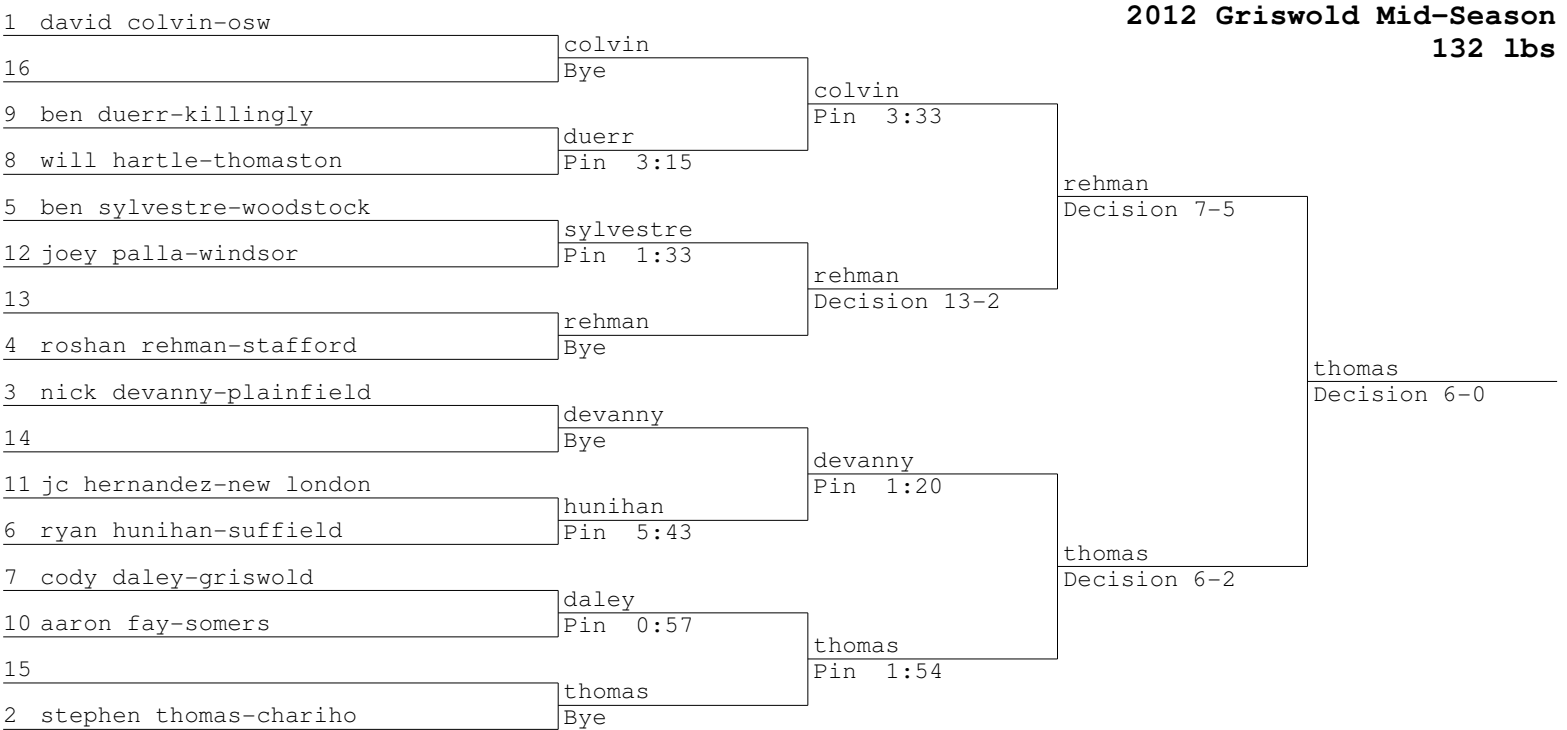 2012 Griswold Mid-Season
132 lbs
1 david colvin-osw
16
9 ben duerr-killingly
8 will hartle-thomaston
5 ben sylvestre-woodstock
12 joey palla-windsor
13
4 roshan rehman-stafford
3 nick devanny-plainfield
14
11 jc hernandez-new london
6 ryan hunihan-suffield
7 cody daley-griswold
10 aaron fay-somers
15
2 stephen thomas-chariho
colvin
Bye
duerr
Pin 3:15
sylvestre
Pin 1:33
rehman
Bye
devanny
Bye
hunihan
Pin 5:43
daley
Pin 0:57
thomas
Bye
colvin
Pin 3:33
rehman
Decision 13-2
devanny
Pin 1:20
thomas
Pin 1:54
rehman
Decision 7-5
thomas
Decision 6-2
thomas
Decision 6-0